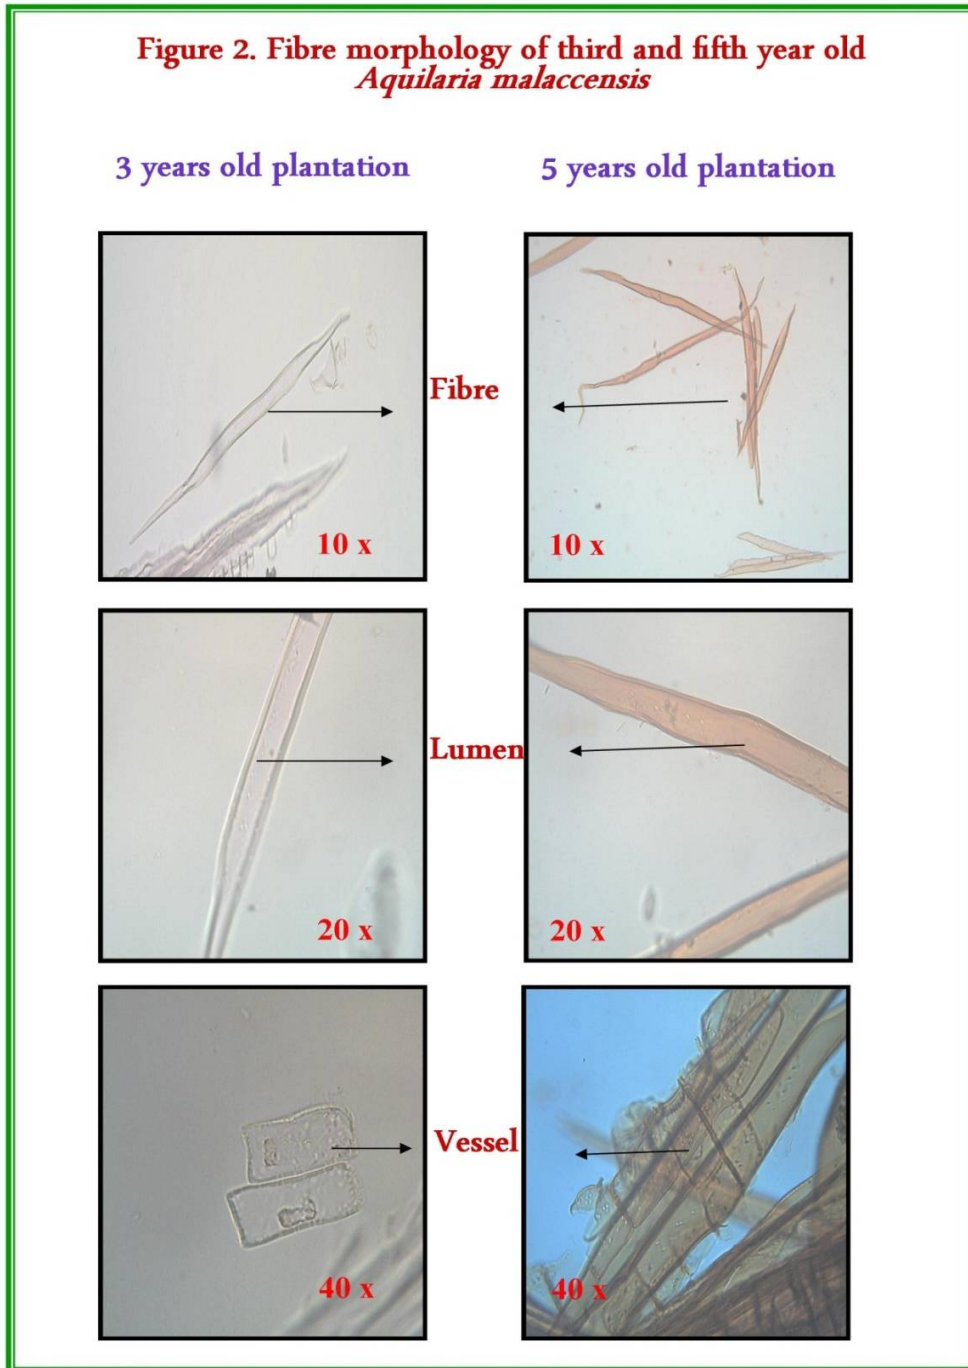 Figure 2. Fibre morphology of third and fifth year old
Aquilaria malaccensis
3 years old plantation
5 years old plantation
Fibre
10 x
10 x
Lumen
20 x
20 x
Vessel
40 x
40 x